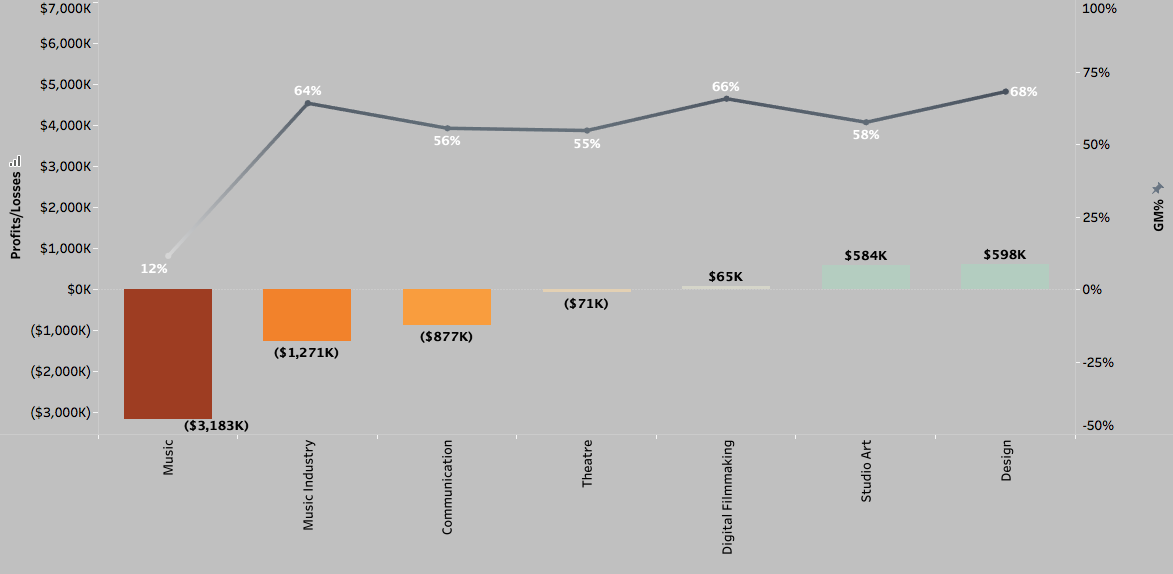 $7,000K
$6,000K
$5,000K
$4,000K
$3,000K
$2,000K
$1,000K
$0K
($1,000K)
($2,000K)
($3,000K)
Profits/Losses
12%
64%
56%
55%
66%
58%
68%
($3,183K)
($1,271K)
($877K)
($71K)
$65K
$584K
$598K
100%
75%
50%
25%
0%
-25%
-50%
GM%
Music
Music Industry
Communication
Theatre
Digital Filmmaking
Studio Art
Design